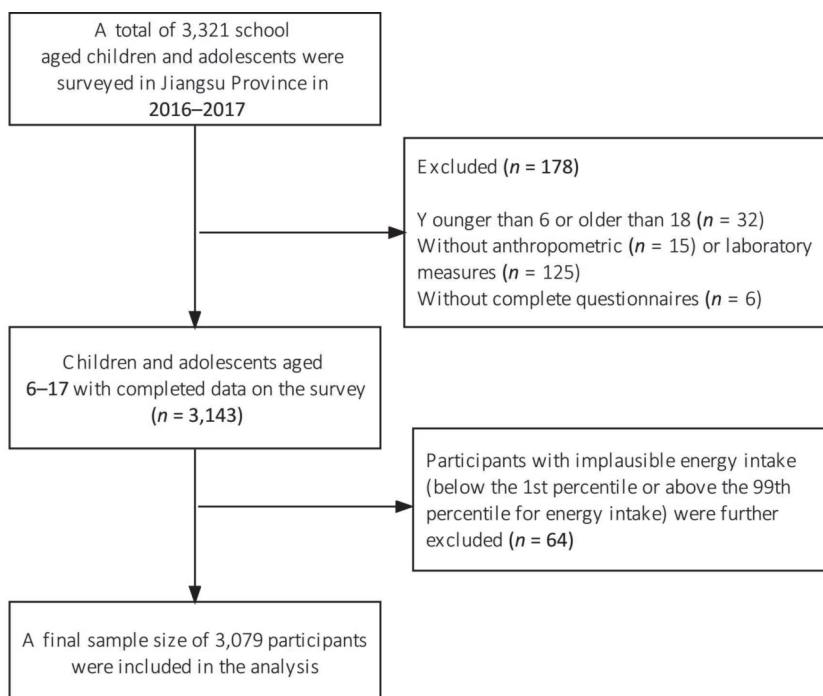 A total of 3,321 school
aged children and adolescents were
surveyed in Jiangsu Province in
2016–2017
Excluded (n = 178)
Y ounger than 6 or older than 18 (n = 32)
Without anthropometric (n = 15) or laboratory
measures (n = 125)
Without complete questionnaires (n = 6)
Children and adolescents aged
6–17 with completed data on the survey
(n = 3,143)
Participants with implausible energy intake
(below the 1st percentile or above the 99th
percentile for energy intake) were further
excluded (n = 64)
A final sample size of 3,079 participants
were included in the analysis